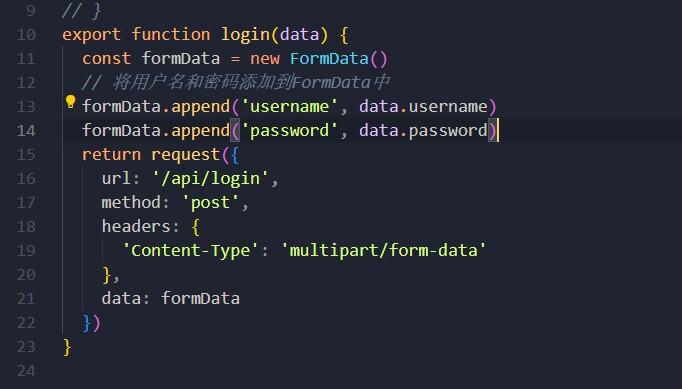 9 // }
10 export function login(data) {
11 const formData = new FormData()
12 // 将用户名和密码添加到FormData中
13 formData.append('username', data.username)
14 formData.append('password', data.password)
15 return request({
16 url: '/api/login',
17 method: 'post',
18 headers: {
19 'Content-Type': 'multipart/form-data'
20 },
21 data: formData
22 })
23 }
24